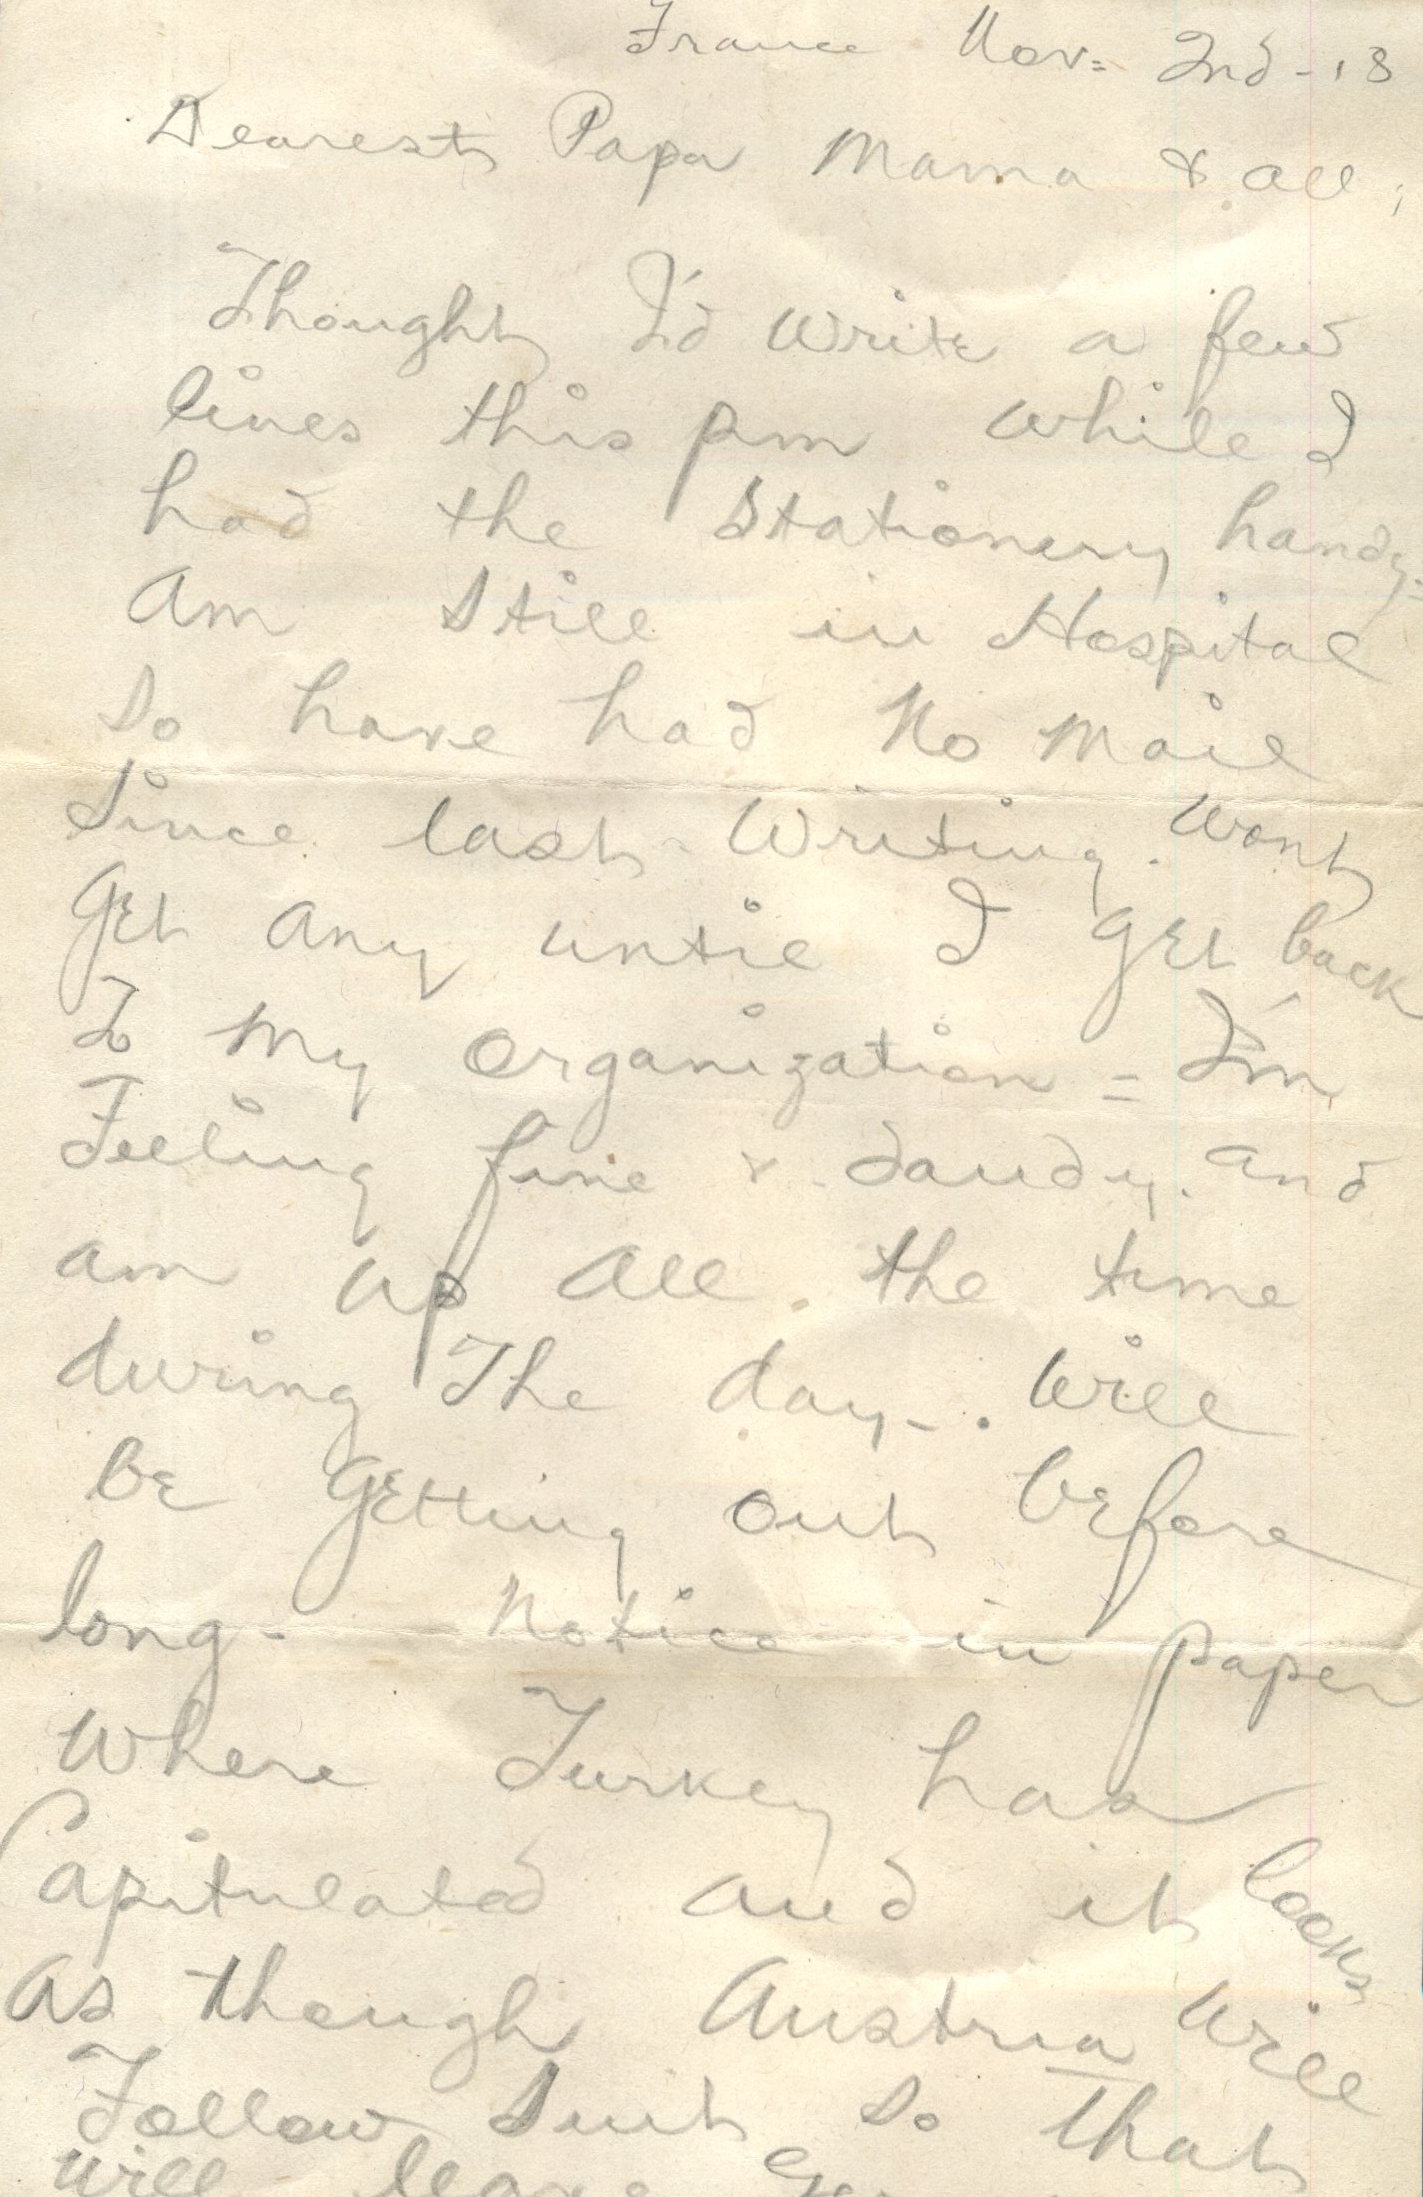 France Nov= 2nd-18
Dearest Papa Mama & all,
Thought I'd write a few
lines this pm while I
had the stationery handy=
Am still in Hospital
so have had no mail
since last writing. Wont
get any until I get back
to my organization = I'm
Feeling fine & dandy. and
am up all the time
during The day-. Will
be getting out before
long- Notice in paper
where Turkey has
Capitulated and it looks
as though Austria will
Follow suit so that
will leave